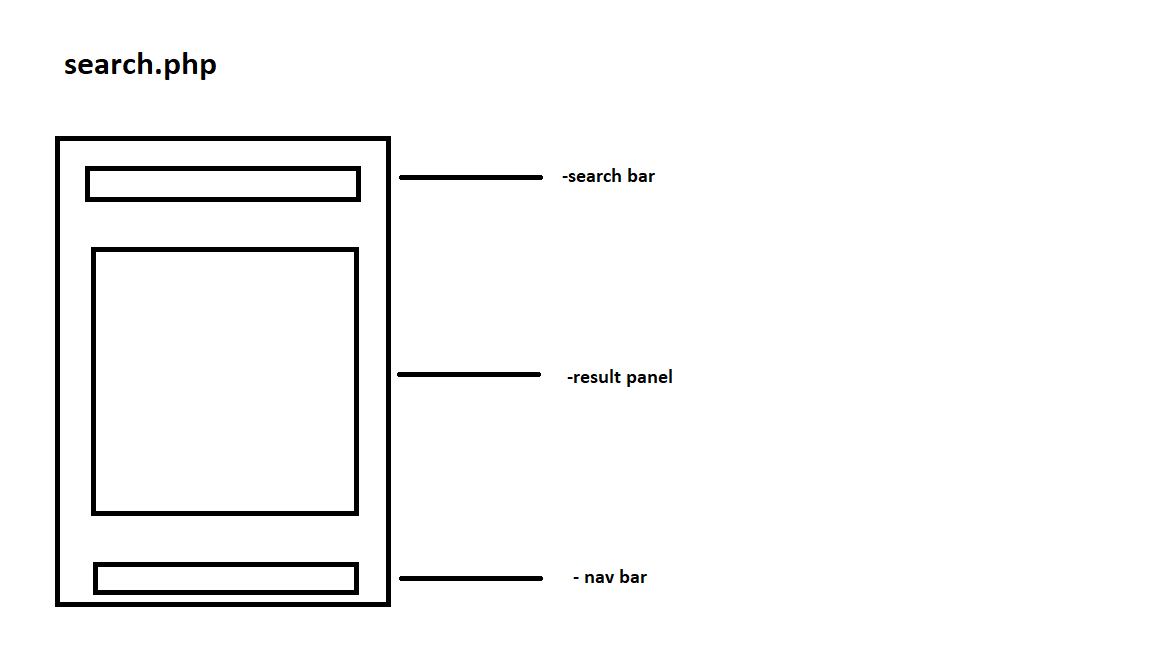 search.php
-search bar
-result panel
- nav bar